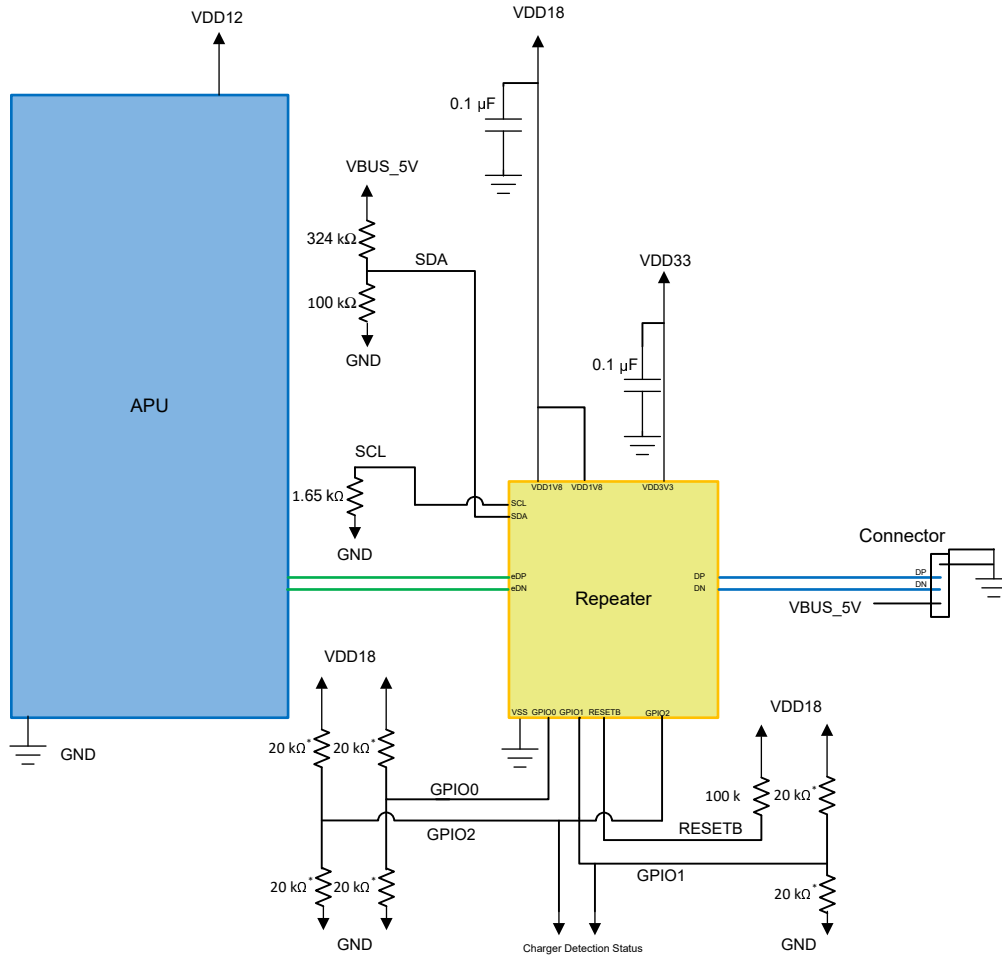 VDD12
VDD18
0.1 µF
VBUS_5V
324 kΩ
SDA
100 kΩ
GND
VDD33
0.1 µF
APU
SCL
1.65 kΩ
GND
VDD1V8 VDD1V8 VDD3V3
SCL
SDA
Connector
eDP DP DP
eDN DN DN
Repeater
VBUS_5V
VDD18
VSS GPIO0 GPIO1 RESETB GPIO2
VDD18
GND
20 kΩ* 20 kΩ*
GPIO0
100 k 20 kΩ*
GPIO2
RESETB
GPIO1
20 kΩ* 20 kΩ*
20 kΩ*
GND
Charger Detection Status
GND